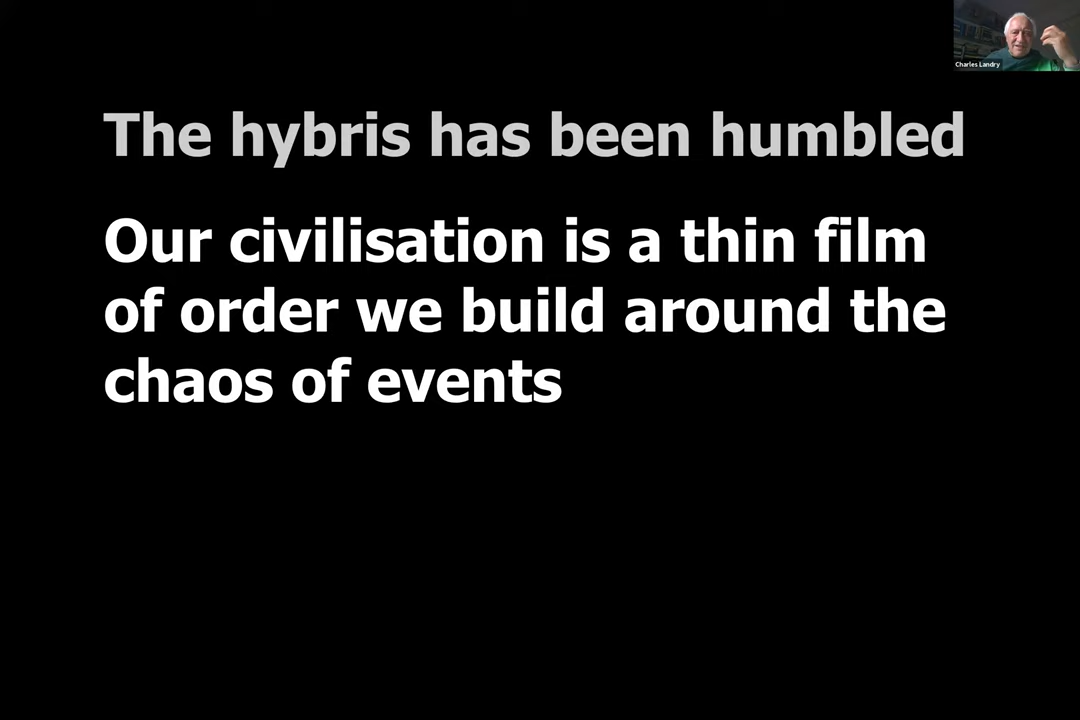 Charles Landry
The hybris has been humbled
Our civilisation is a thin film
of order we build around the
chaos of events